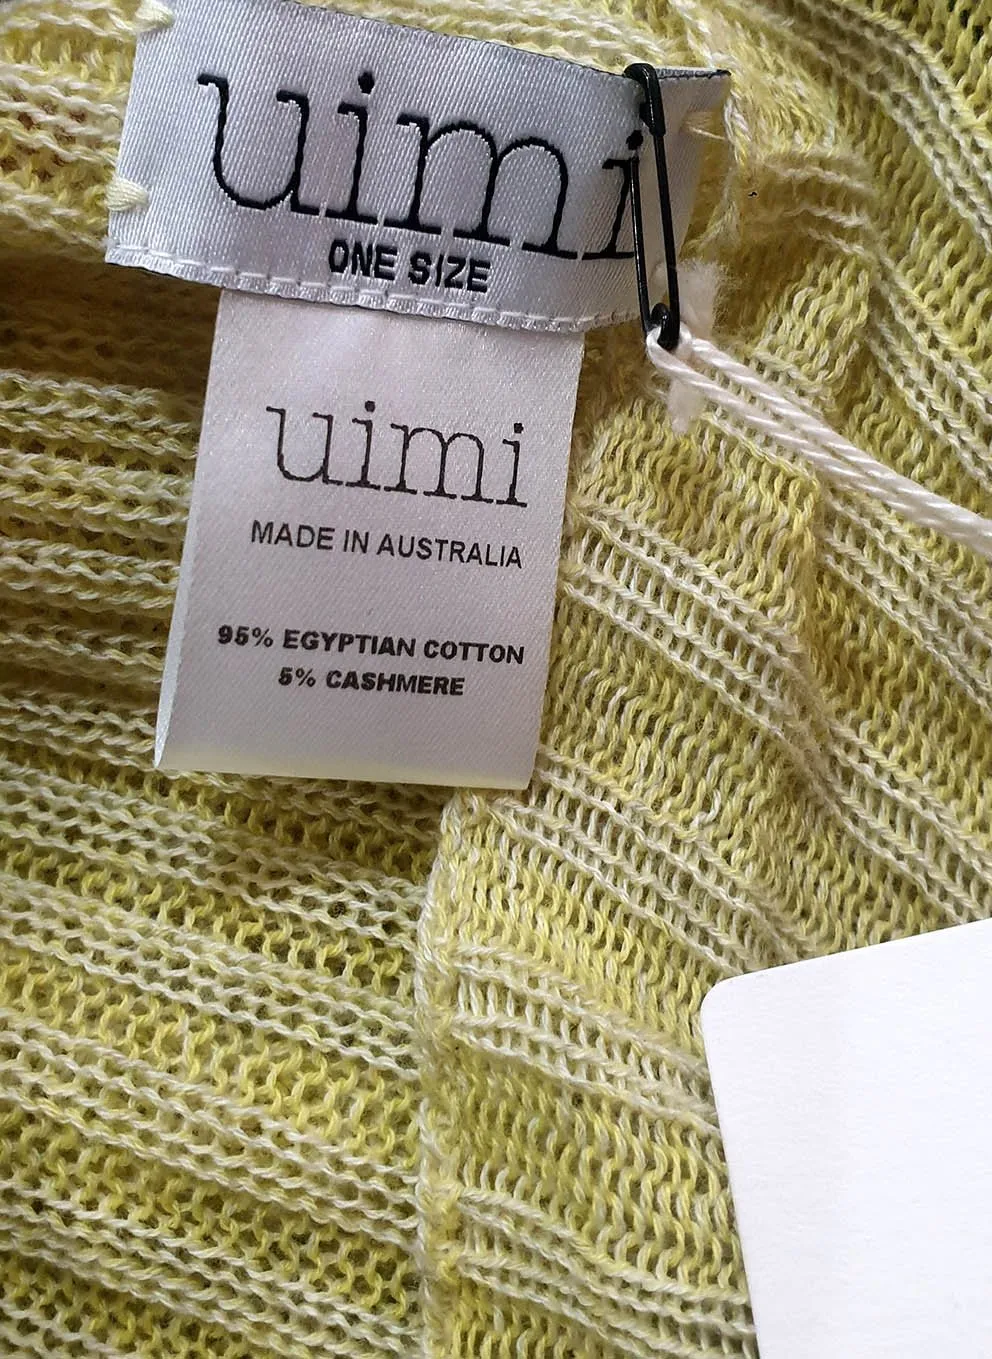 uimi
ONE SIZE
uimi
MADE IN AUSTRALIA
95% EGYPTIAN COTTON
5% CASHMERE